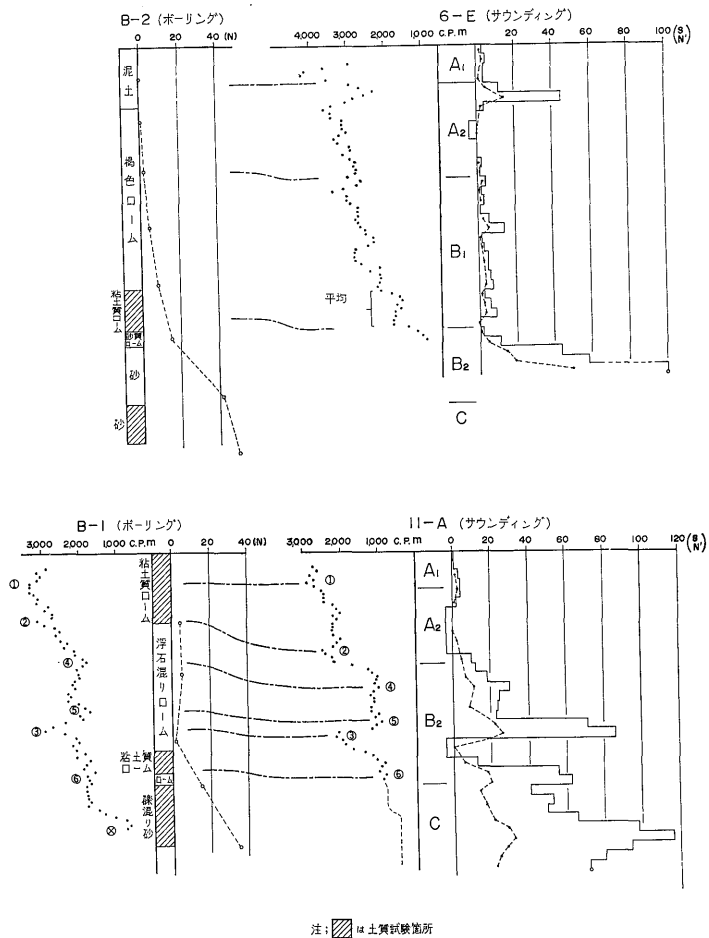 B-2 (ボーリング)
0 20 40 (N)
4,000 3,000 2,000 1,000 C.P.m
6-E (サウンディング)
0 20 40 60 80 100 (S/N')
泥土
褐色ローム
粘土質ローム
砂質ローム
砂
砂
平均
A₁
A₂
B₁
B₂
C
B-1 (ボーリング)
3,000 2,000 1,000 C.P.m
0 20 40 (N)
3,000 2,000 1,000 C.P.m
11-A (サウンディング)
0 20 40 60 80 100 120 (S/N')
①
②
④
⑤
③
⑥
⊗
粘土質ローム
浮石混りローム
粘土質ローム
ローム
礫混り砂
①
②
④
⑤
③
⑥
A₁
A₂
B₂
C
注; は土質試験箇所